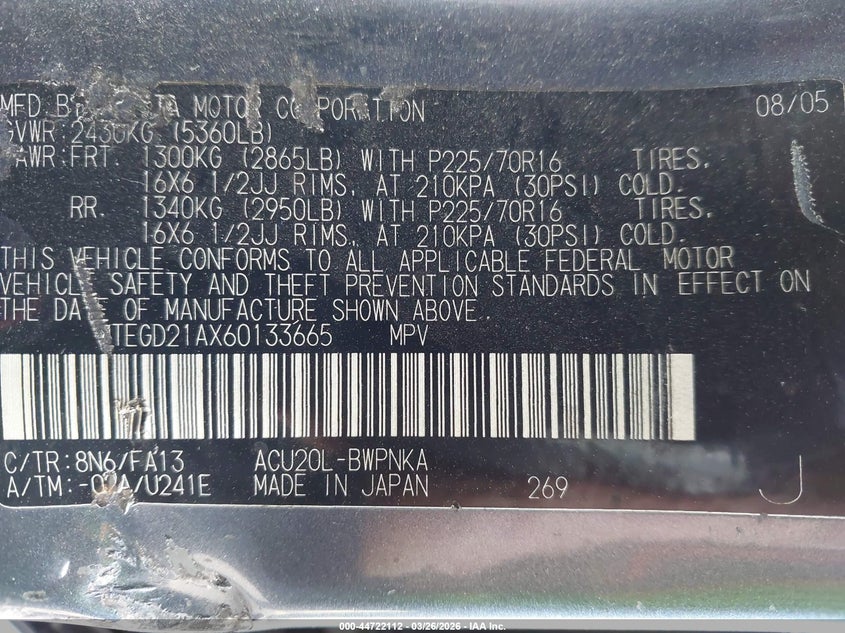 MFD. BY TA MOTOR CORPORATION 08/05
GVWR: 2430KG (5360LB)
AWR: FRT. 1300KG (2865LB) WITH P225/70R16 TIRES,
16X6 1/2JJ RIMS, AT 210KPA (30PSI) COLD.
RR. 1340KG (2950LB) WITH P225/70R16 TIRES,
16X6 1/2JJ RIMS, AT 210KPA (30PSI) COLD.
THIS VEHICLE CONFORMS TO ALL APPLICABLE FEDERAL MOTOR
VEHICLE SAFETY AND THEFT PREVENTION STANDARDS IN EFFECT ON
THE DATE OF MANUFACTURE SHOWN ABOVE.
TEGD21AX60133665 MPV
C/TR: 8N6/FA13 ACU20L-BWPNKA
A/TM: /U241E MADE IN JAPAN 269 J
000-44722112 - 03/26/2026 - IAA Inc.